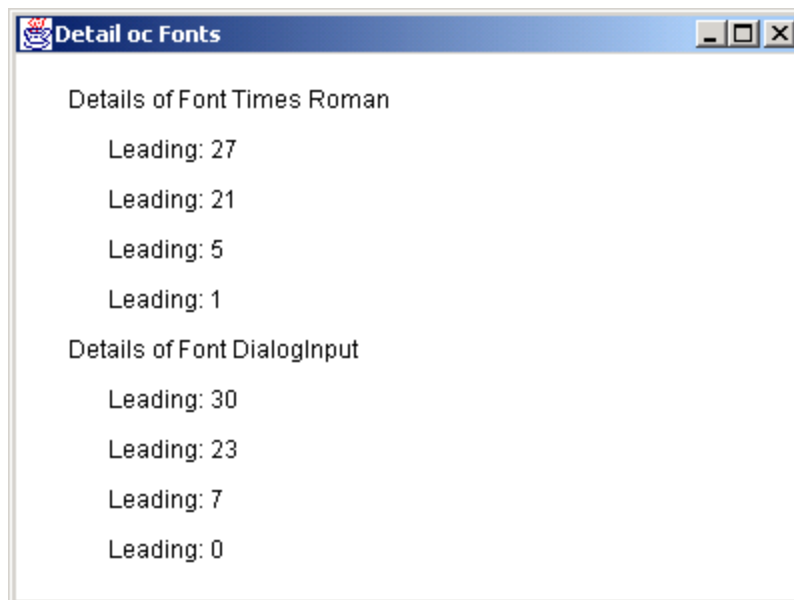 Detail oc Fonts
Details of Font Times Roman
Leading: 27
Leading: 21
Leading: 5
Leading: 1
Details of Font DialogInput
Leading: 30
Leading: 23
Leading: 7
Leading: 0